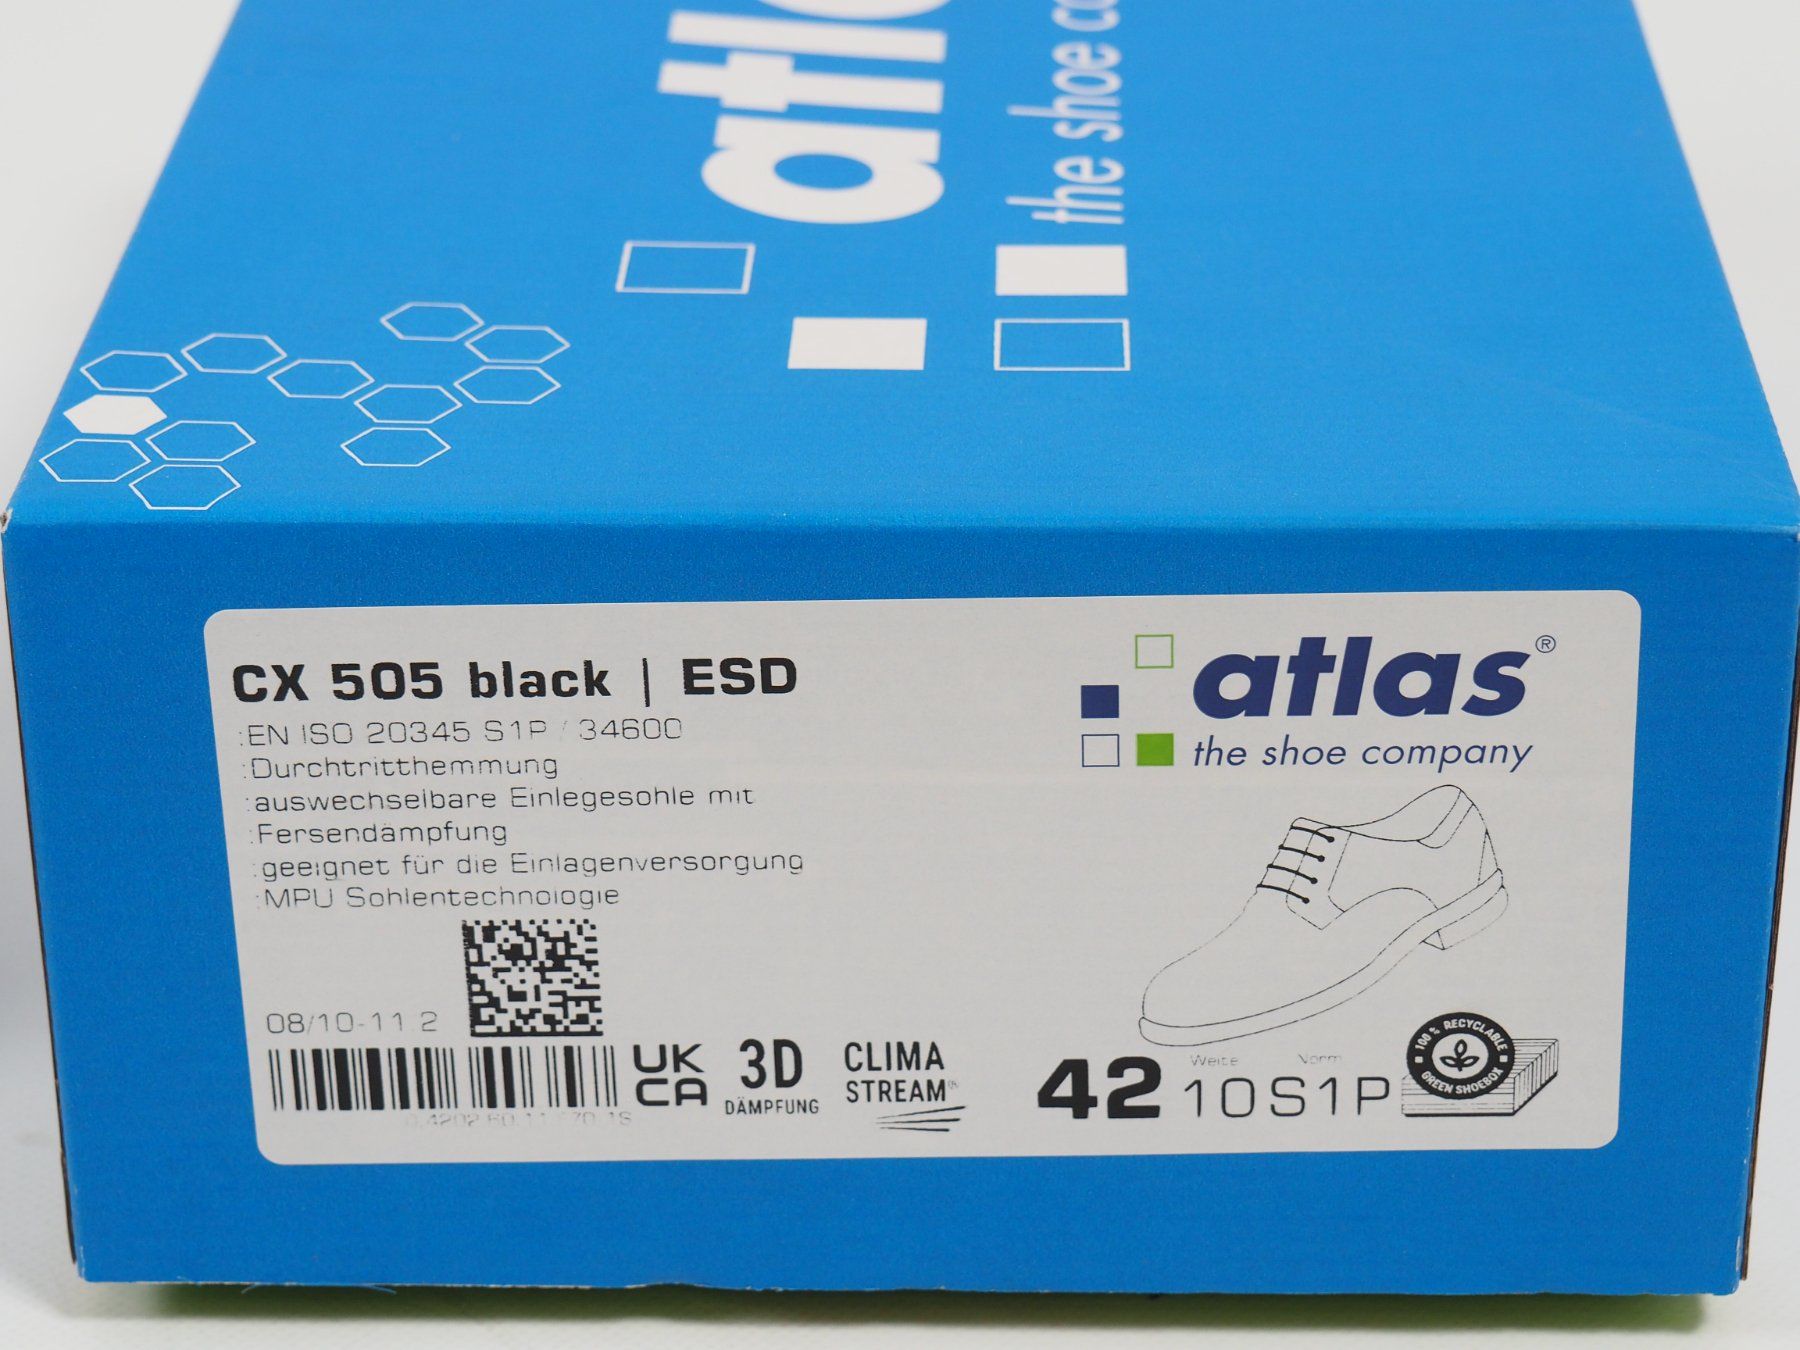 atla
the shoe co
CX 505 black | ESD
:EN ISO 20345 S1P / 34600
:Durchtritthemmung
:auswechselbare Einlegesohle mit
:Fersendämpfung
:geeignet für die Einlagenversorgung
:MPU Sohlentechnologie
atlas®
the shoe company
08/10-11.2
UK
CA
3D
DÄMPFUNG
CLIMA
STREAM®
42
Weite
10
Norm
S1P
100 % RECYCLABLE
GREEN SHOEBOX